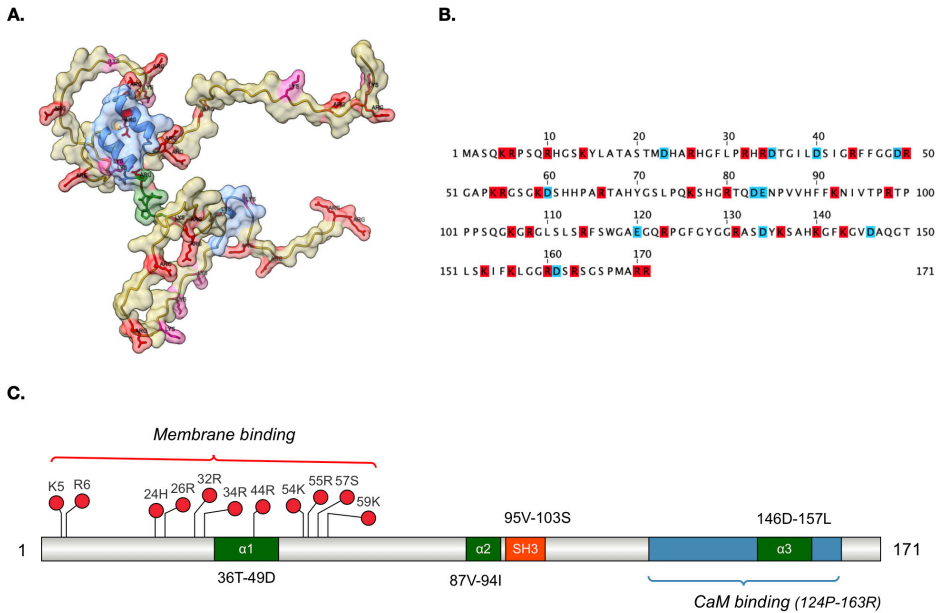 A.
B.
10 20 30 40
1 MASQKRPSQRHGSKYLATASTMDHARHGFLPRHRDTGILDSIGRFFGGDR 50
60 70 80 90
51 GAPKRGSGKDSHHPARTAHYGSLPQKSHGRTQDENPVVHFFKNIVTPRTP 100
110 120 130 140
101 PPSQGKGRGLSLSRFSWGAEGQRPGFGYGGRASDYKSAHKGFKGVDAQGT 150
160 170
151 LSKIFKLGGRDSRSGSPMARR 171
C.
Membrane binding
K5 R6 24H 26R 32R 34R 44R 54K 55R 57S 59K
95V-103S 146D-157L
1 α1 α2 SH3 α3 171
36T-49D 87V-94I
CaM binding (124P-163R)